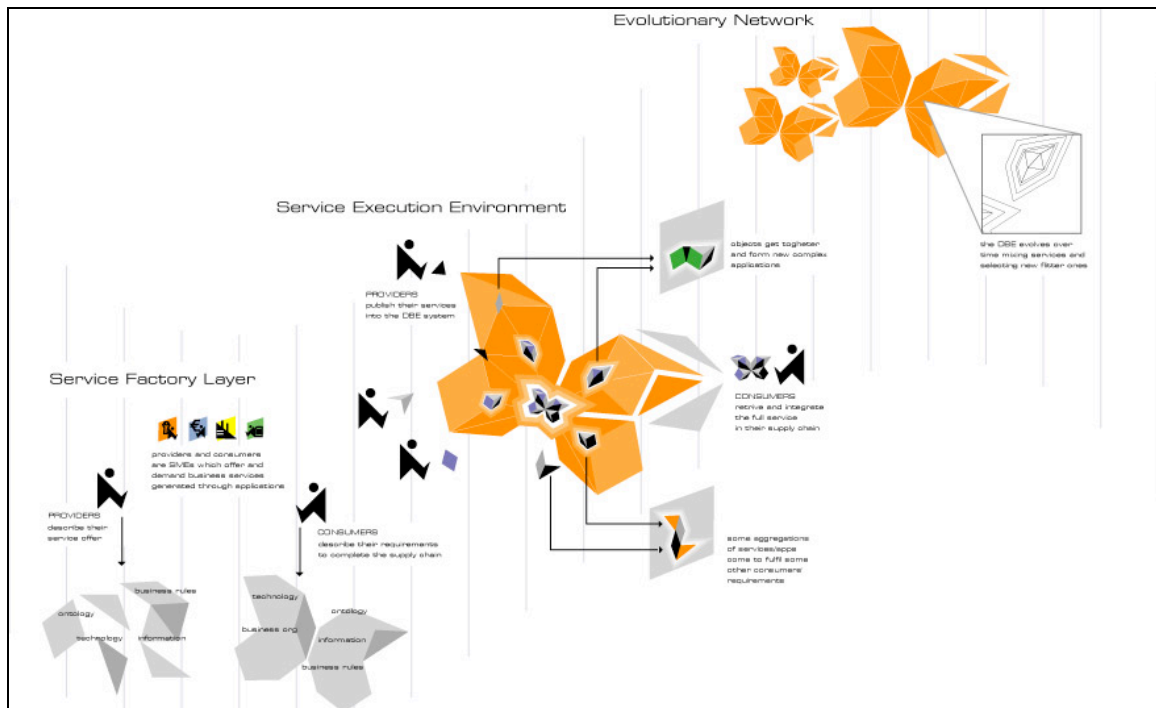 Evolutionary Network
the DBE evolves over
time mixing services and
selecting new fitter ones
Service Execution Environment
objects get togheter
and form new complex
applications
PROVIDERS
publish their services
into the DBE system
CONSUMERS
retrive and integrate
the full service
in their supply chain
some aggregations
of services/apps
come to fulfil some
other consumers'
requirements
Service Factory Layer
providers and consumers
are SMEs which offer and
demand business services
generated through applications
PROVIDERS
describe their
service offer
CONSUMERS
describe their requirements
to complete the supply chain
business rules
ontology
technology
information
technology
ontology
business org
information
business rules